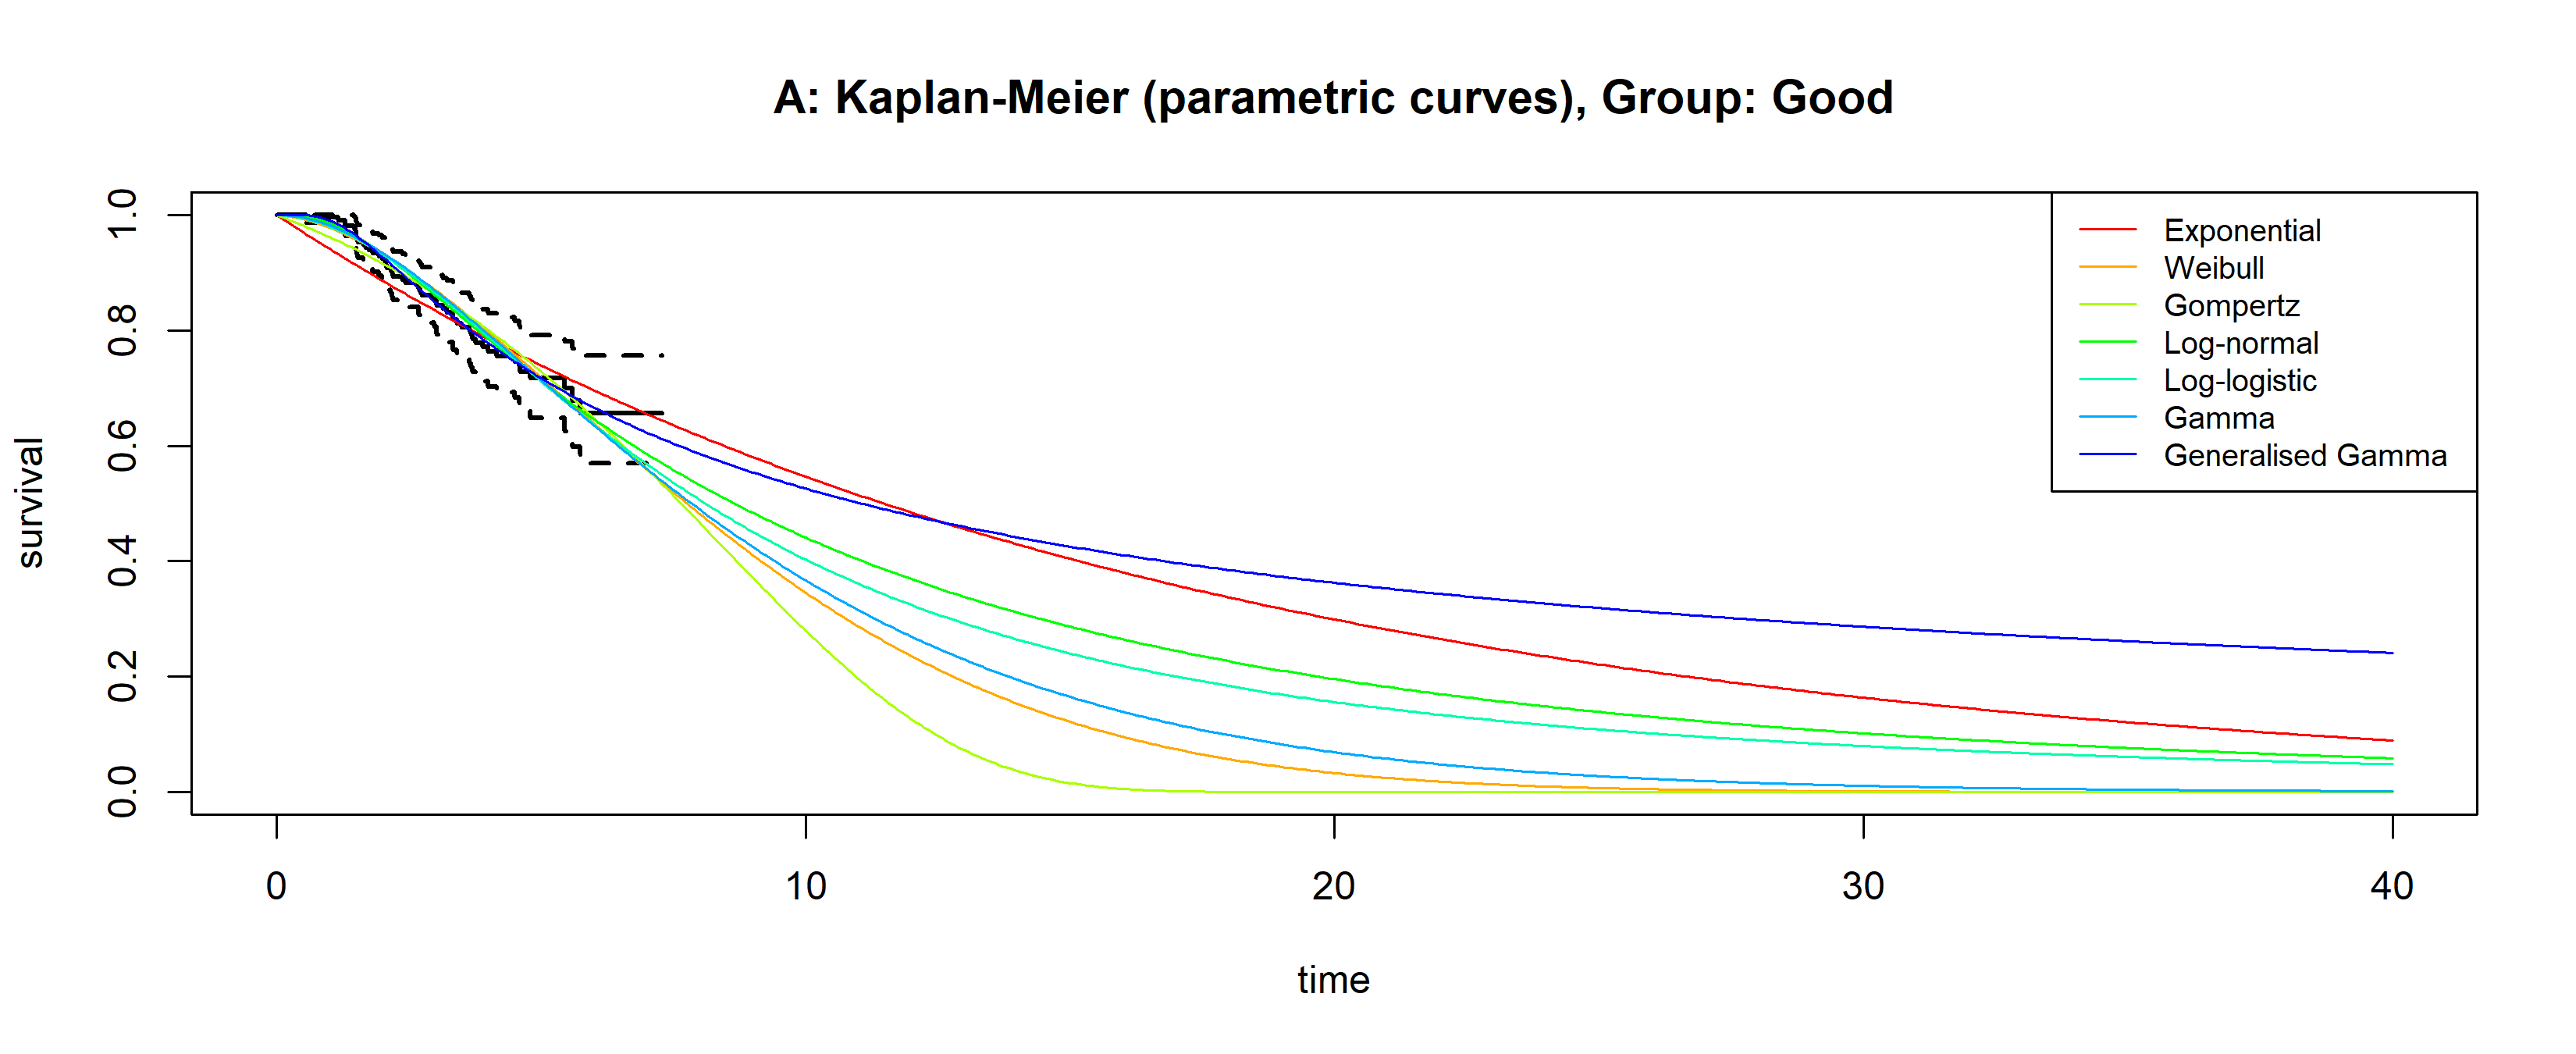 A: Kaplan-Meier (parametric curves), Group: Good
survival
1.0
0.8
0.6
0.4
0.2
0.0
Exponential
Weibull
Gompertz
Log-normal
Log-logistic
Gamma
Generalised Gamma
0 10 20 30 40
time